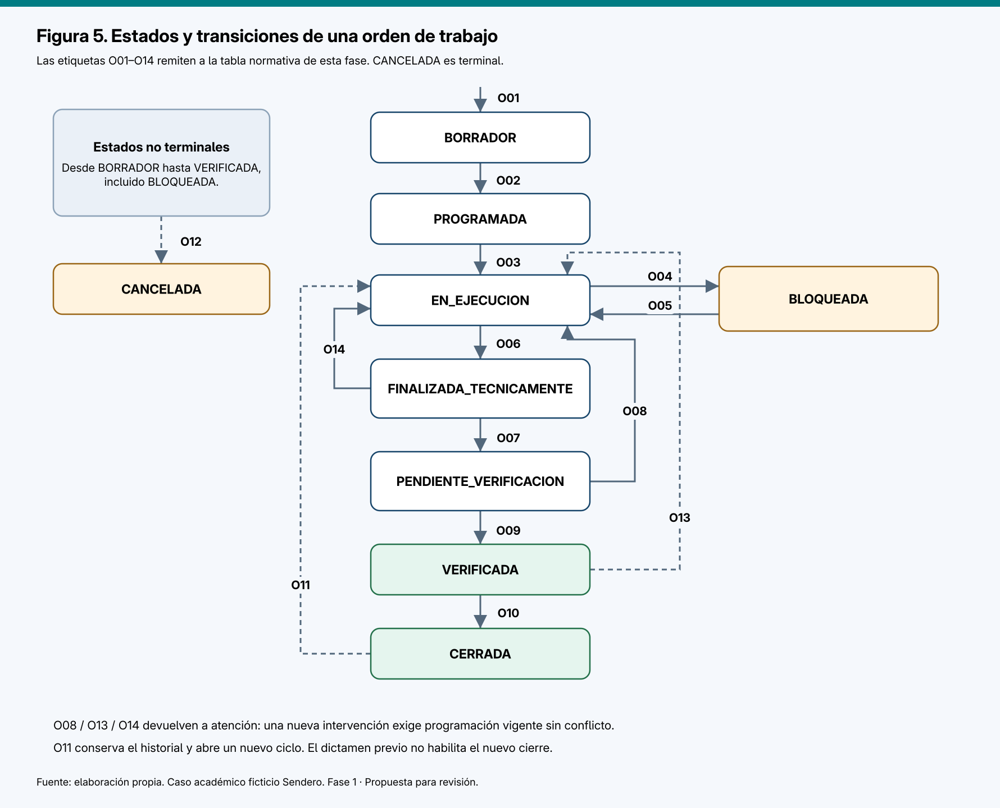 Figura 5. Estados y transiciones de una orden de trabajo
Las etiquetas O01–O14 remiten a la tabla normativa de esta fase. CANCELADA es terminal.
O01
BORRADOR
Estados no terminales
Desde BORRADOR hasta VERIFICADA,
incluido BLOQUEADA.
O02
PROGRAMADA
O12
O03
CANCELADA
EN_EJECUCION
O04
O05
BLOQUEADA
O14
O06
FINALIZADA_TECNICAMENTE
O08
O07
PENDIENTE_VERIFICACION
O13
O09
VERIFICADA
O11
O10
CERRADA
O08 / O13 / O14 devuelven a atención: una nueva intervención exige programación vigente sin conflicto.
O11 conserva el historial y abre un nuevo ciclo. El dictamen previo no habilita el nuevo cierre.
Fuente: elaboración propia. Caso académico ficticio Sendero. Fase 1 · Propuesta para revisión.